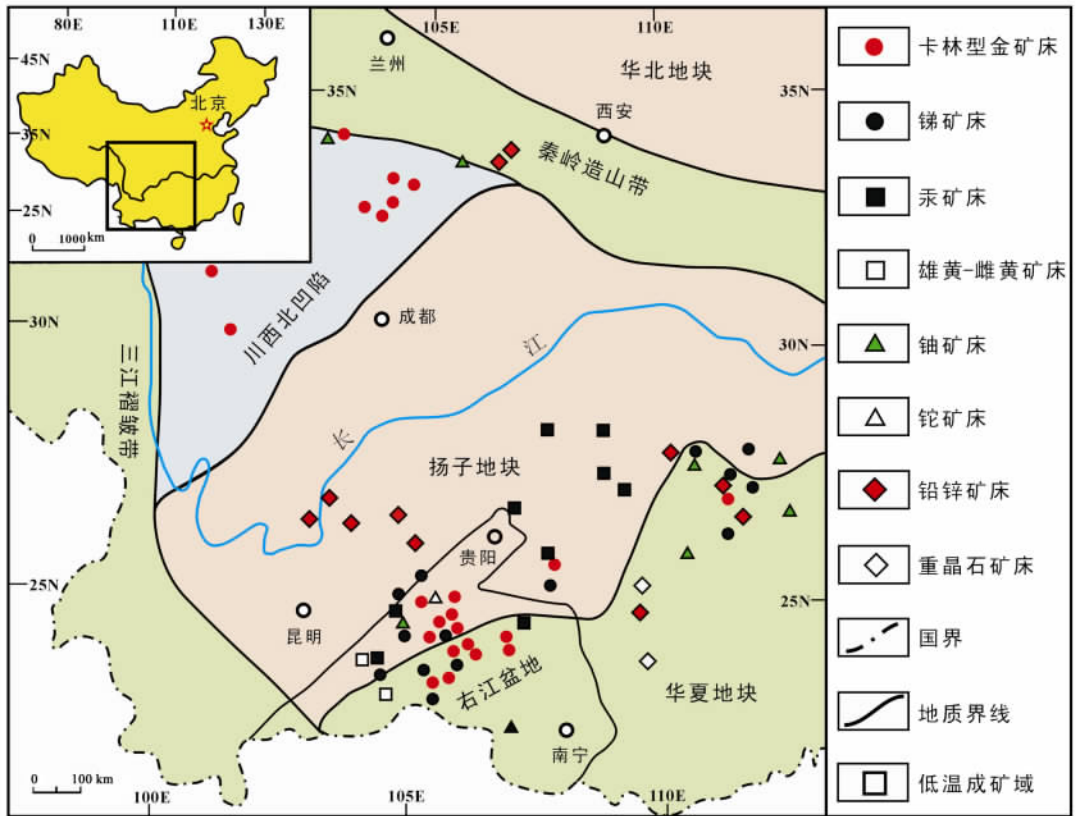 80E 110E 130E
45N
35N
25N
北京
0 1000 km
105E 110E
35N 35N
30N 30N
25N 25N
100E 105E 110E
兰州
华北地块
西安
秦岭造山带
川西北凹陷
成都
三江褶皱带
长江
扬子地块
贵阳
昆明
右江盆地
华夏地块
南宁
0 100 km
卡林型金矿床
锑矿床
汞矿床
雄黄-雌黄矿床
铀矿床
铊矿床
铅锌矿床
重晶石矿床
国界
地质界线
低温成矿域